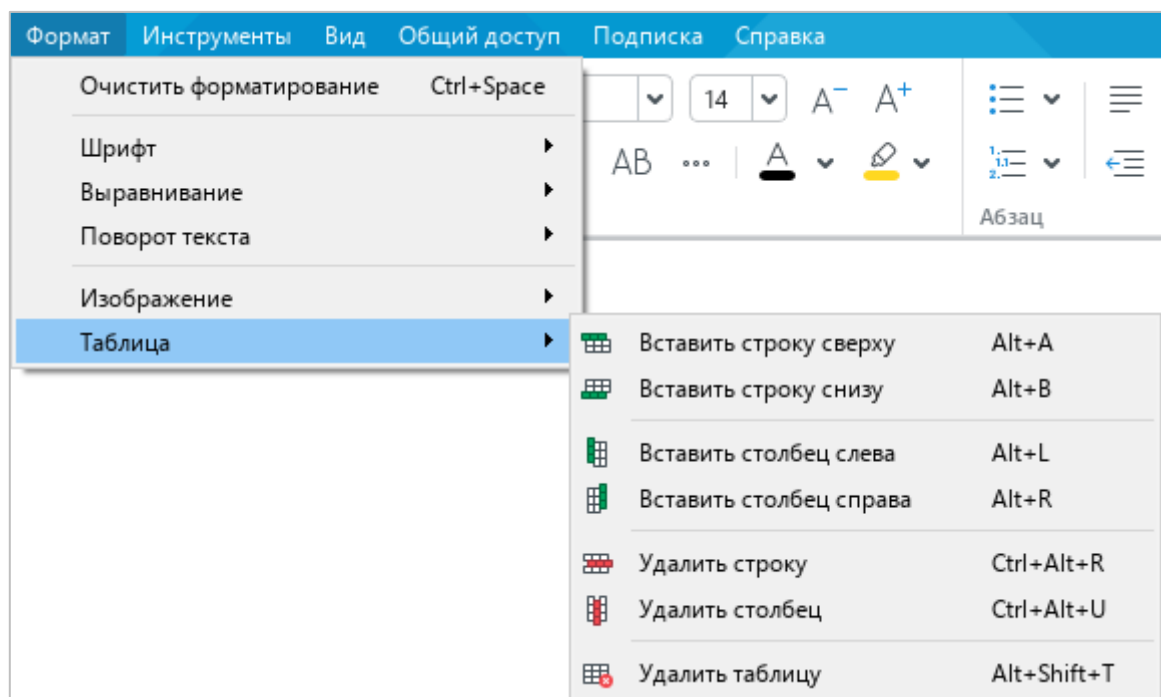 Формат Инструменты Вид Общий доступ Подписка Справка
Очистить форматирование Ctrl+Space
14 A− A+
Шрифт
AB ••• A
Выравнивание
Абзац
Поворот текста
Изображение
Таблица
Вставить строку сверху Alt+A
Вставить строку снизу Alt+B
Вставить столбец слева Alt+L
Вставить столбец справа Alt+R
Удалить строку Ctrl+Alt+R
Удалить столбец Ctrl+Alt+U
Удалить таблицу Alt+Shift+T